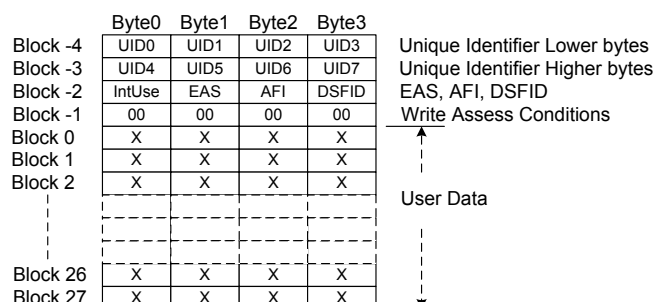 Byte0 Byte1 Byte2 Byte3
Block -4 UID0 UID1 UID2 UID3 Unique Identifier Lower bytes
Block -3 UID4 UID5 UID6 UID7 Unique Identifier Higher bytes
Block -2 IntUse EAS AFI DSFID EAS, AFI, DSFID
Block -1 00 00 00 00 Write Assess Conditions
Block 0 X X X X
Block 1 X X X X
Block 2 X X X X
User Data
Block 26 X X X X
Block 27 X X X X